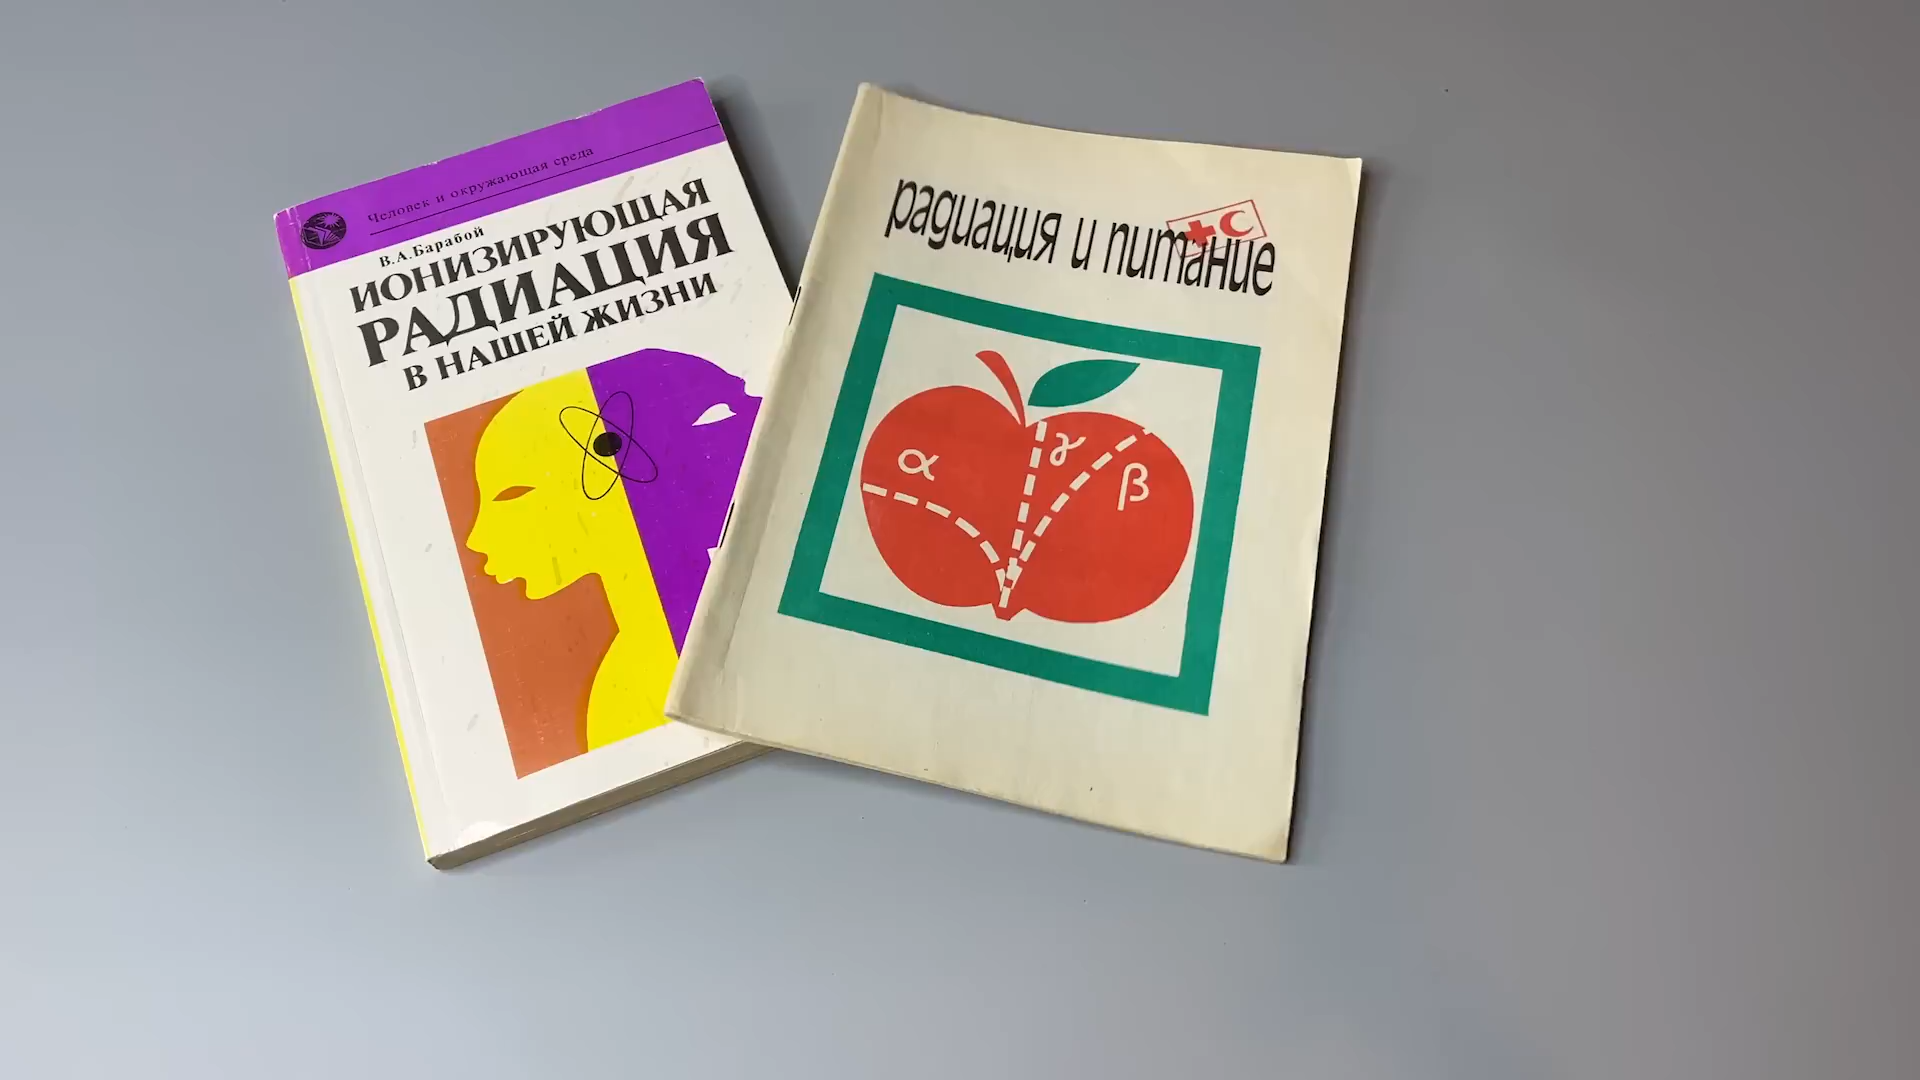 Человек и окружающая среда
В.А.Барабой
ИОНИЗИРУЮЩАЯ
РАДИАЦИЯ
В НАШЕЙ ЖИЗНИ
радиация и питание
α
γ
β